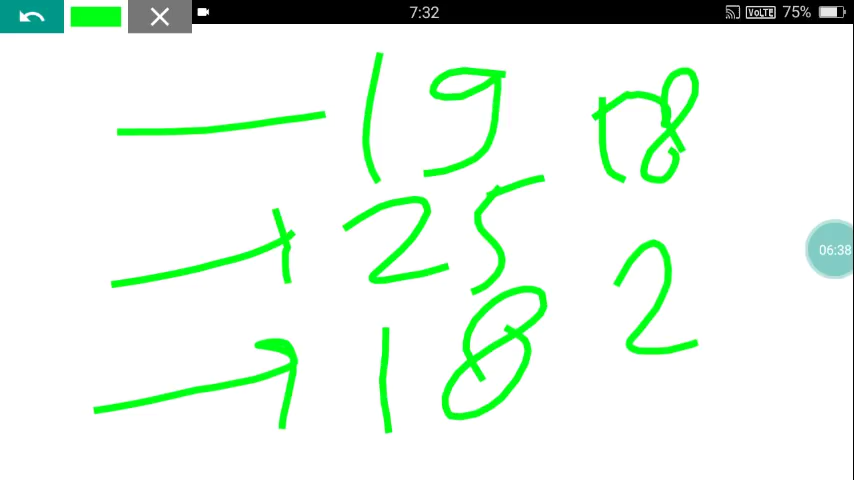 7:32 VoLTE 75%
— 19 18
→ 25
2
→ 18
06:38